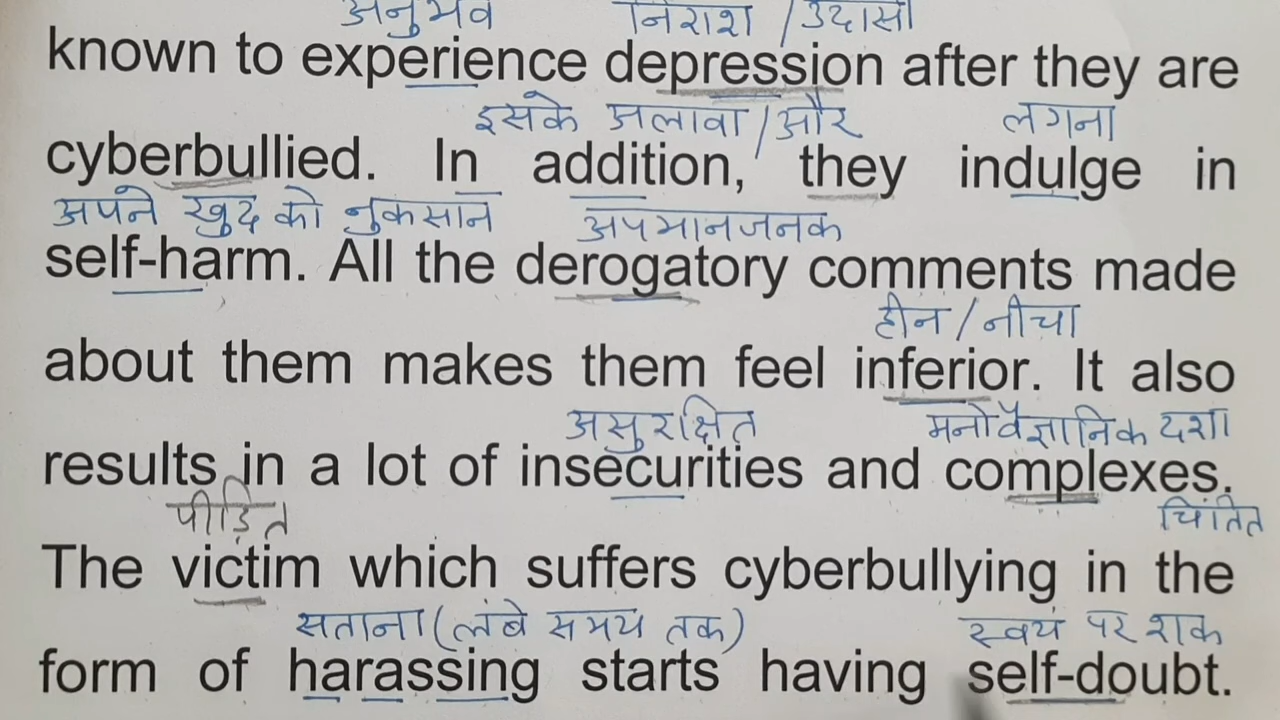 अनुभव निराश / उदासी
known to experience depression after they are
इसके अलावा / और लगना
cyberbullied. In addition, they indulge in
अपने खुद को नुकसान अपमानजनक
self-harm. All the derogatory comments made
हीन / नीचा
about them makes them feel inferior. It also
असुरक्षित मनोवैज्ञानिक दशा
results in a lot of insecurities and complexes.
पीड़ित चिंतित
The victim which suffers cyberbullying in the
सताना (लंबे समय तक) स्वयं पर शक
form of harassing starts having self-doubt.